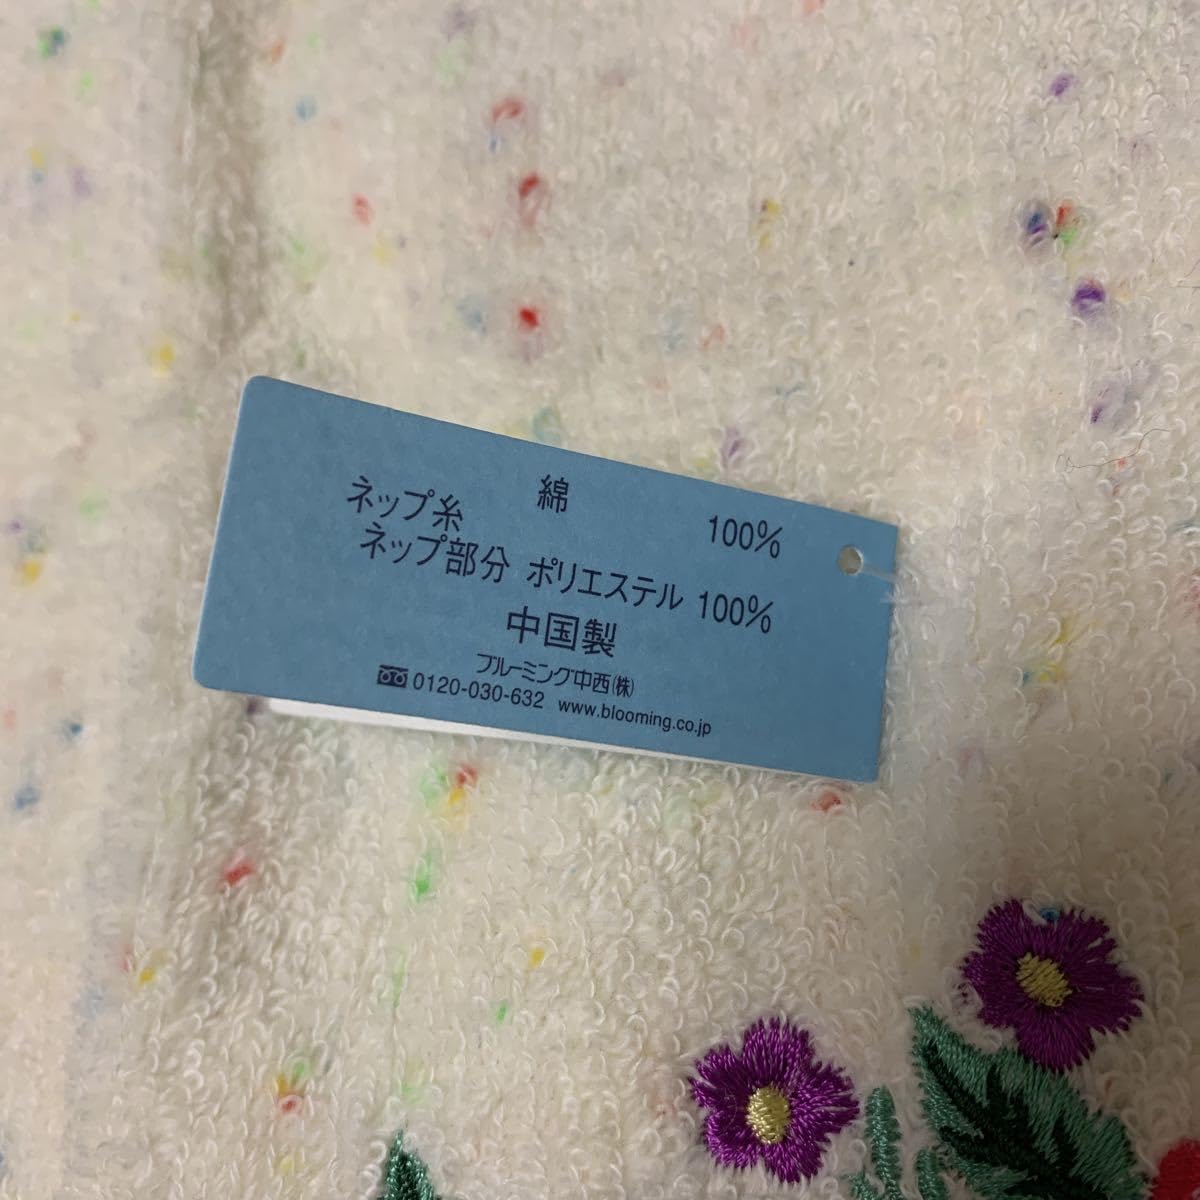 綿 100%
ネップ糸
ネップ部分 ポリエステル 100%
中国製
ブルーミング中西(株)
0120-030-632 www.blooming.co.jp